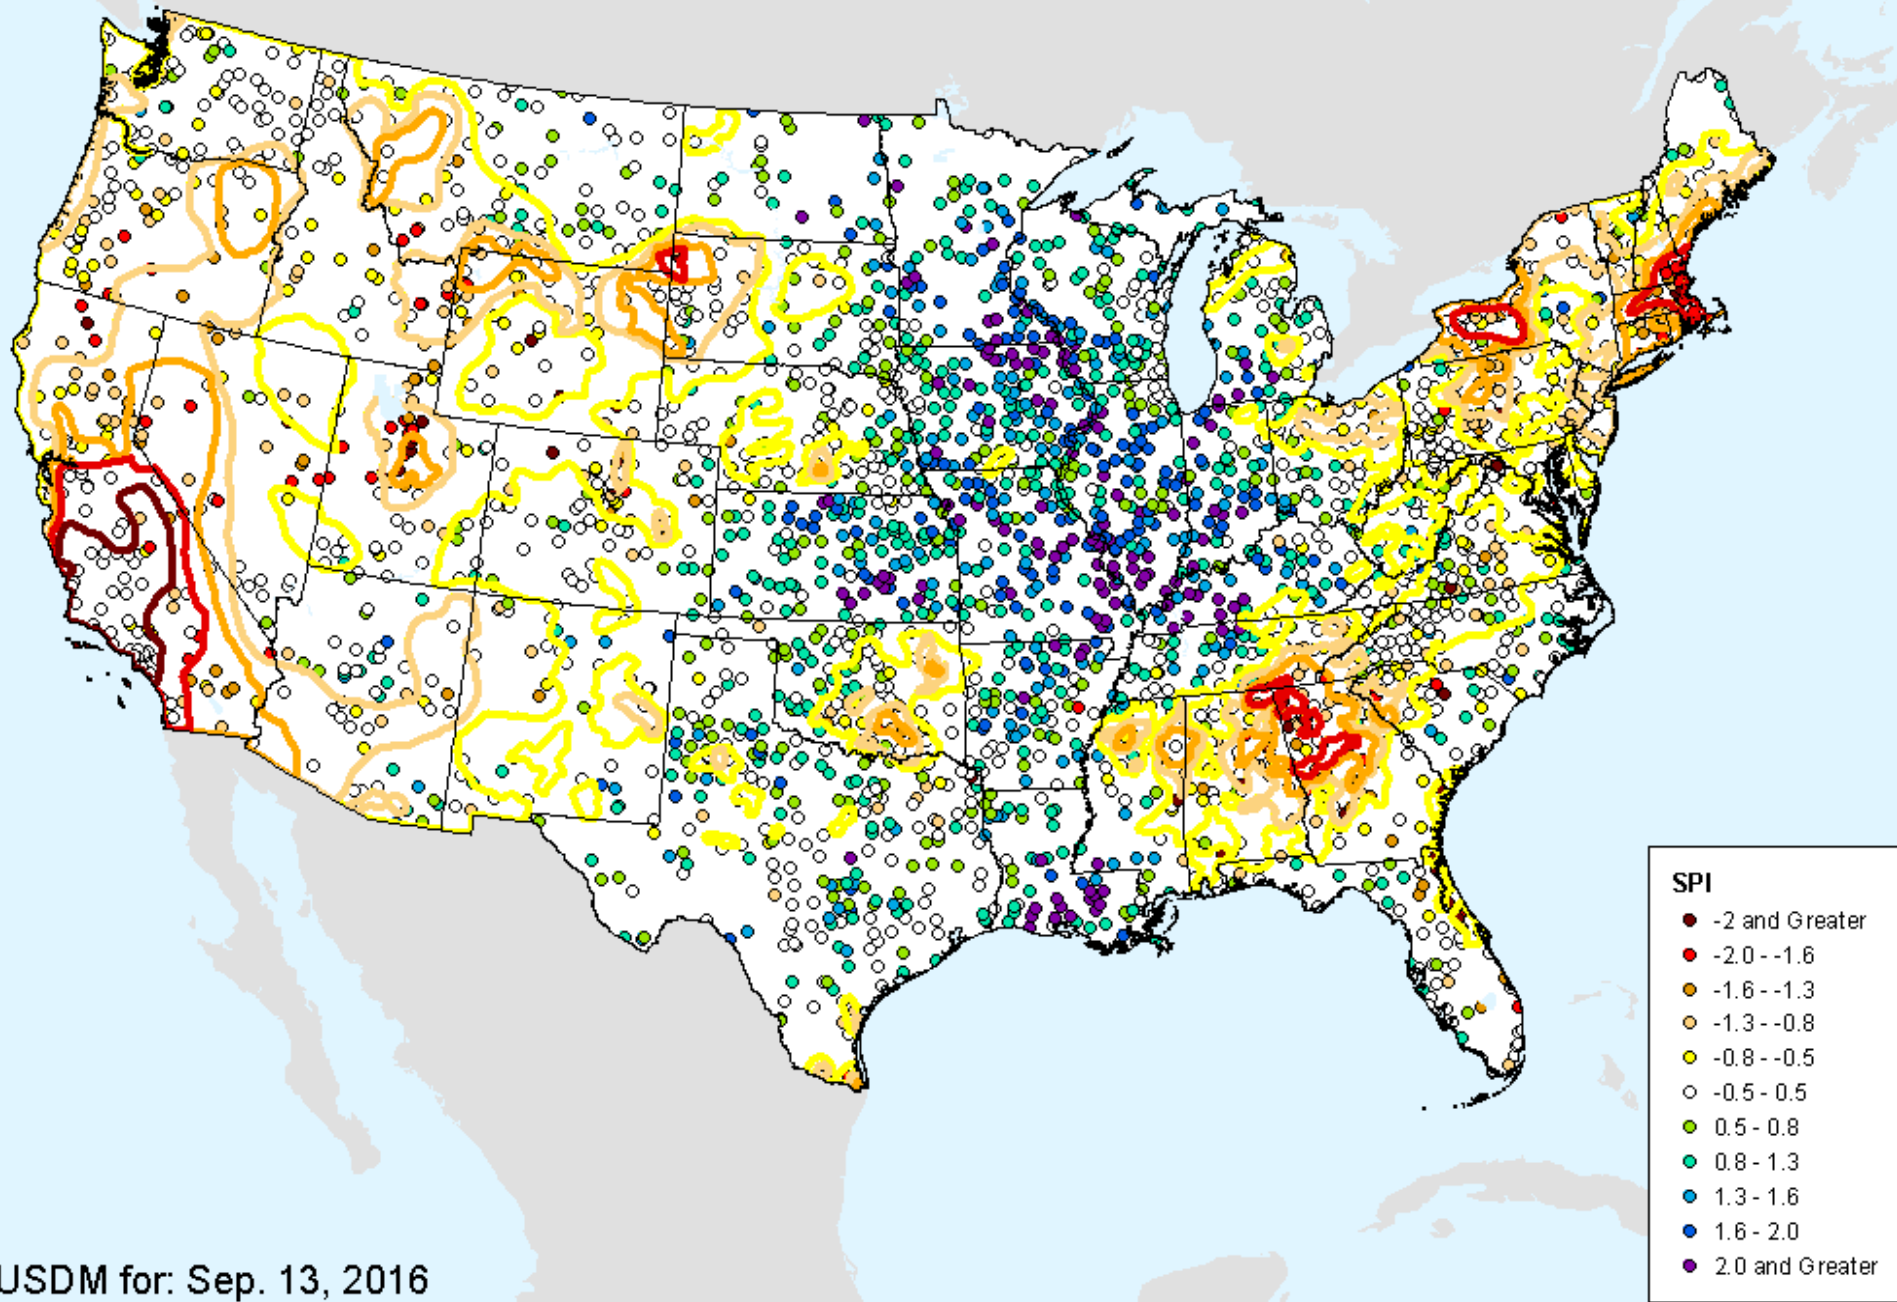 SPI
-2 and Greater
-2.0 - -1.6
-1.6 - -1.3
-1.3 - -0.8
-0.8 - -0.5
-0.5 - 0.5
0.5 - 0.8
0.8 - 1.3
1.3 - 1.6
1.6 - 2.0
2.0 and Greater
USDM for: Sep. 13, 2016